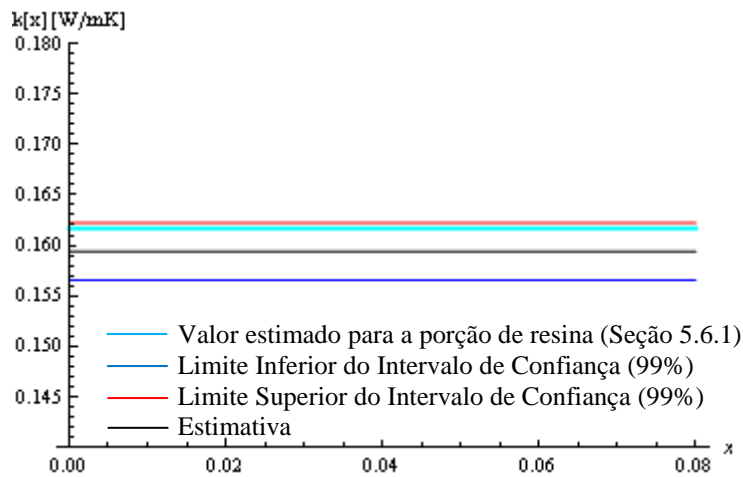 k[x] [W/mK]
0.180
0.175
0.170
0.165
0.160
0.155
0.150
0.145
Valor estimado para a porção de resina (Seção 5.6.1)
Limite Inferior do Intervalo de Confiança (99%)
Limite Superior do Intervalo de Confiança (99%)
Estimativa
x
0.00 0.02 0.04 0.06 0.08